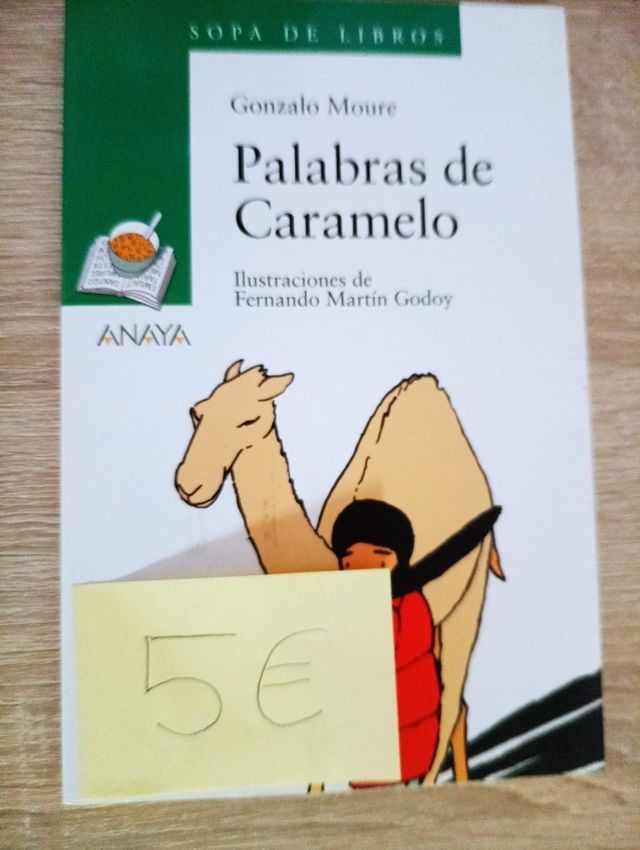 SOPA DE LIBROS
Gonzalo Moure
Palabras de
Caramelo
Ilustraciones de
Fernando Martín Godoy
ANAYA
5€